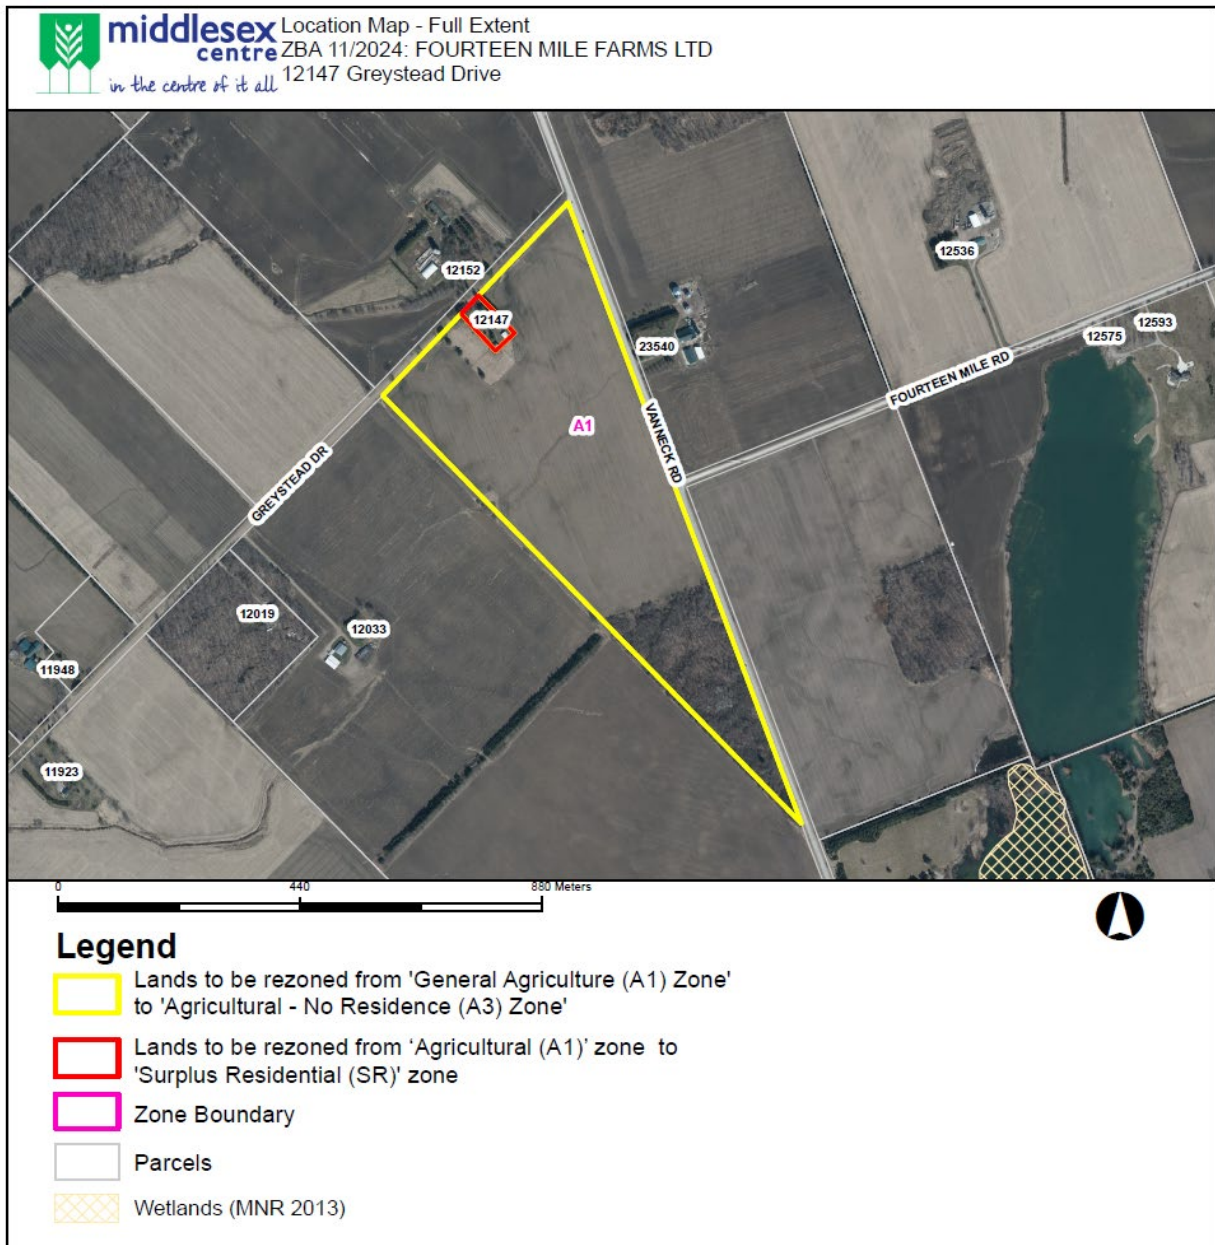 middlesex
centre
in the centre of it all
Location Map - Full Extent
ZBA 11/2024: FOURTEEN MILE FARMS LTD
12147 Greystead Drive
12536
12152
12147
12593
12575
23540
FOURTEEN MILE RD
A1
VANNECK RD
GREYSTEAD DR
12019
12033
11948
11923
0 440 880 Meters
Legend
Lands to be rezoned from 'General Agriculture (A1) Zone'
to 'Agricultural - No Residence (A3) Zone'
Lands to be rezoned from ‘Agricultural (A1)’ zone to
'Surplus Residential (SR)' zone
Zone Boundary
Parcels
Wetlands (MNR 2013)